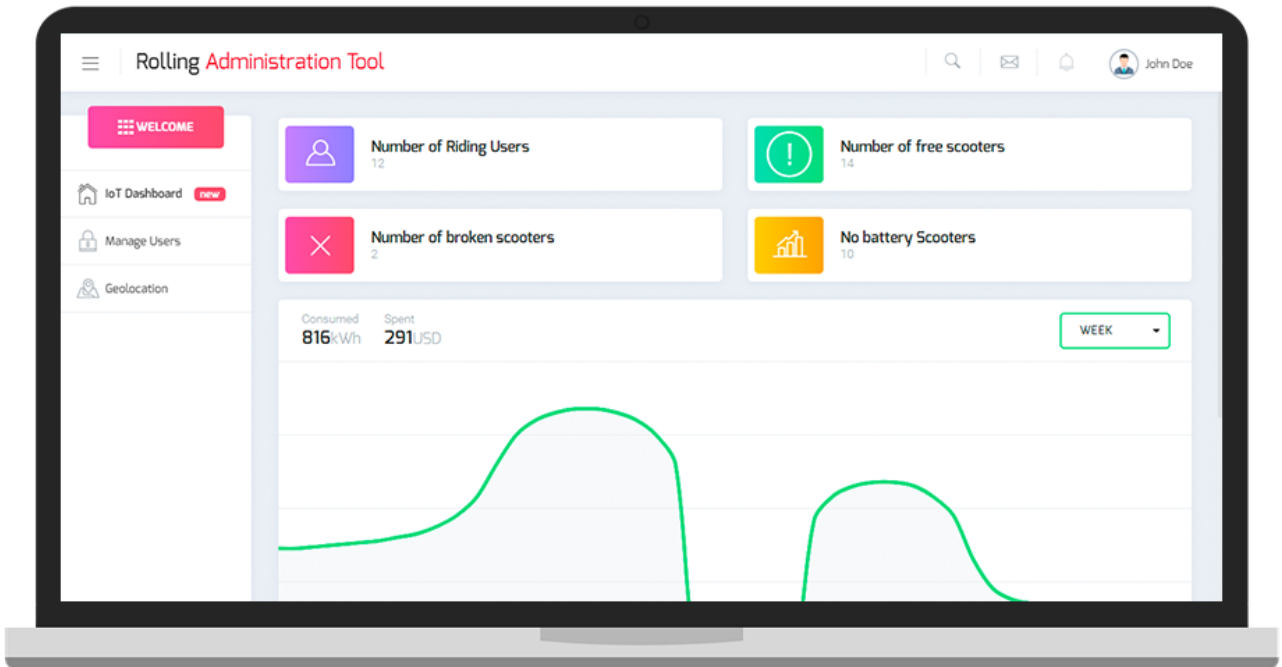 Rolling Administration Tool
John Doe
WELCOME
IoT Dashboard new
Manage Users
Geolocation
Number of Riding Users
12
Number of free scooters
14
Number of broken scooters
2
No battery Scooters
10
Consumed Spent
816kWh 291USD
WEEK